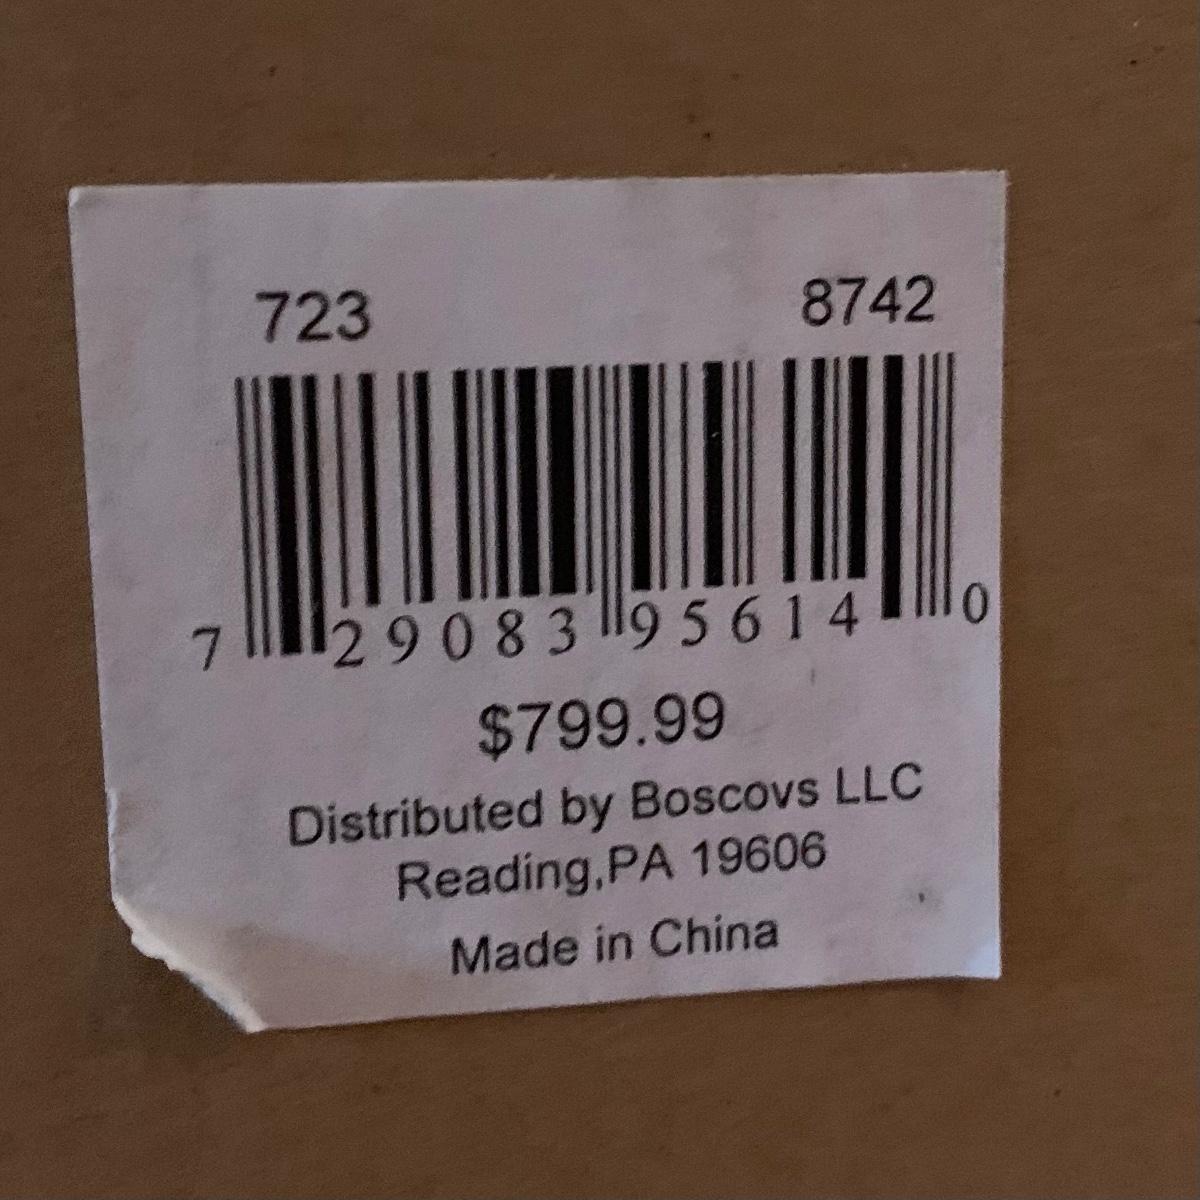 723 8742
7 29083 95614 0
$799.99
Distributed by Boscovs LLC
Reading,PA 19606
Made in China